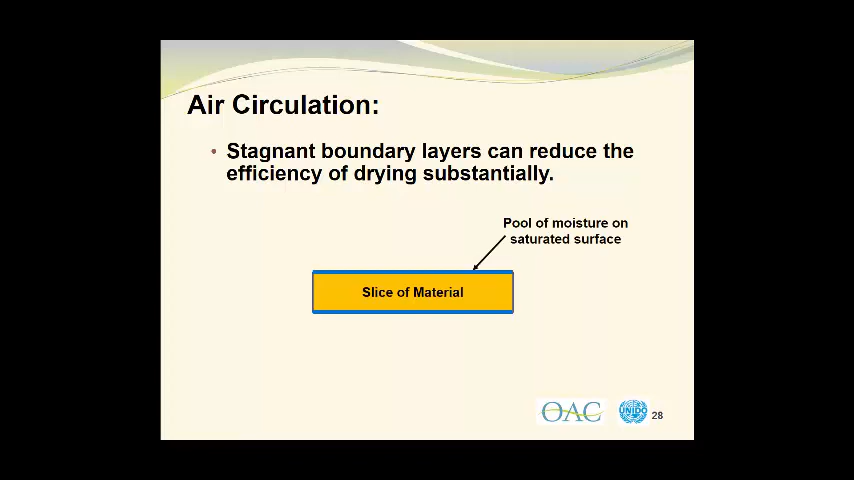 Air Circulation:
• Stagnant boundary layers can reduce the
efficiency of drying substantially.
Pool of moisture on
saturated surface
Slice of Material
OAC
UNIDO
28